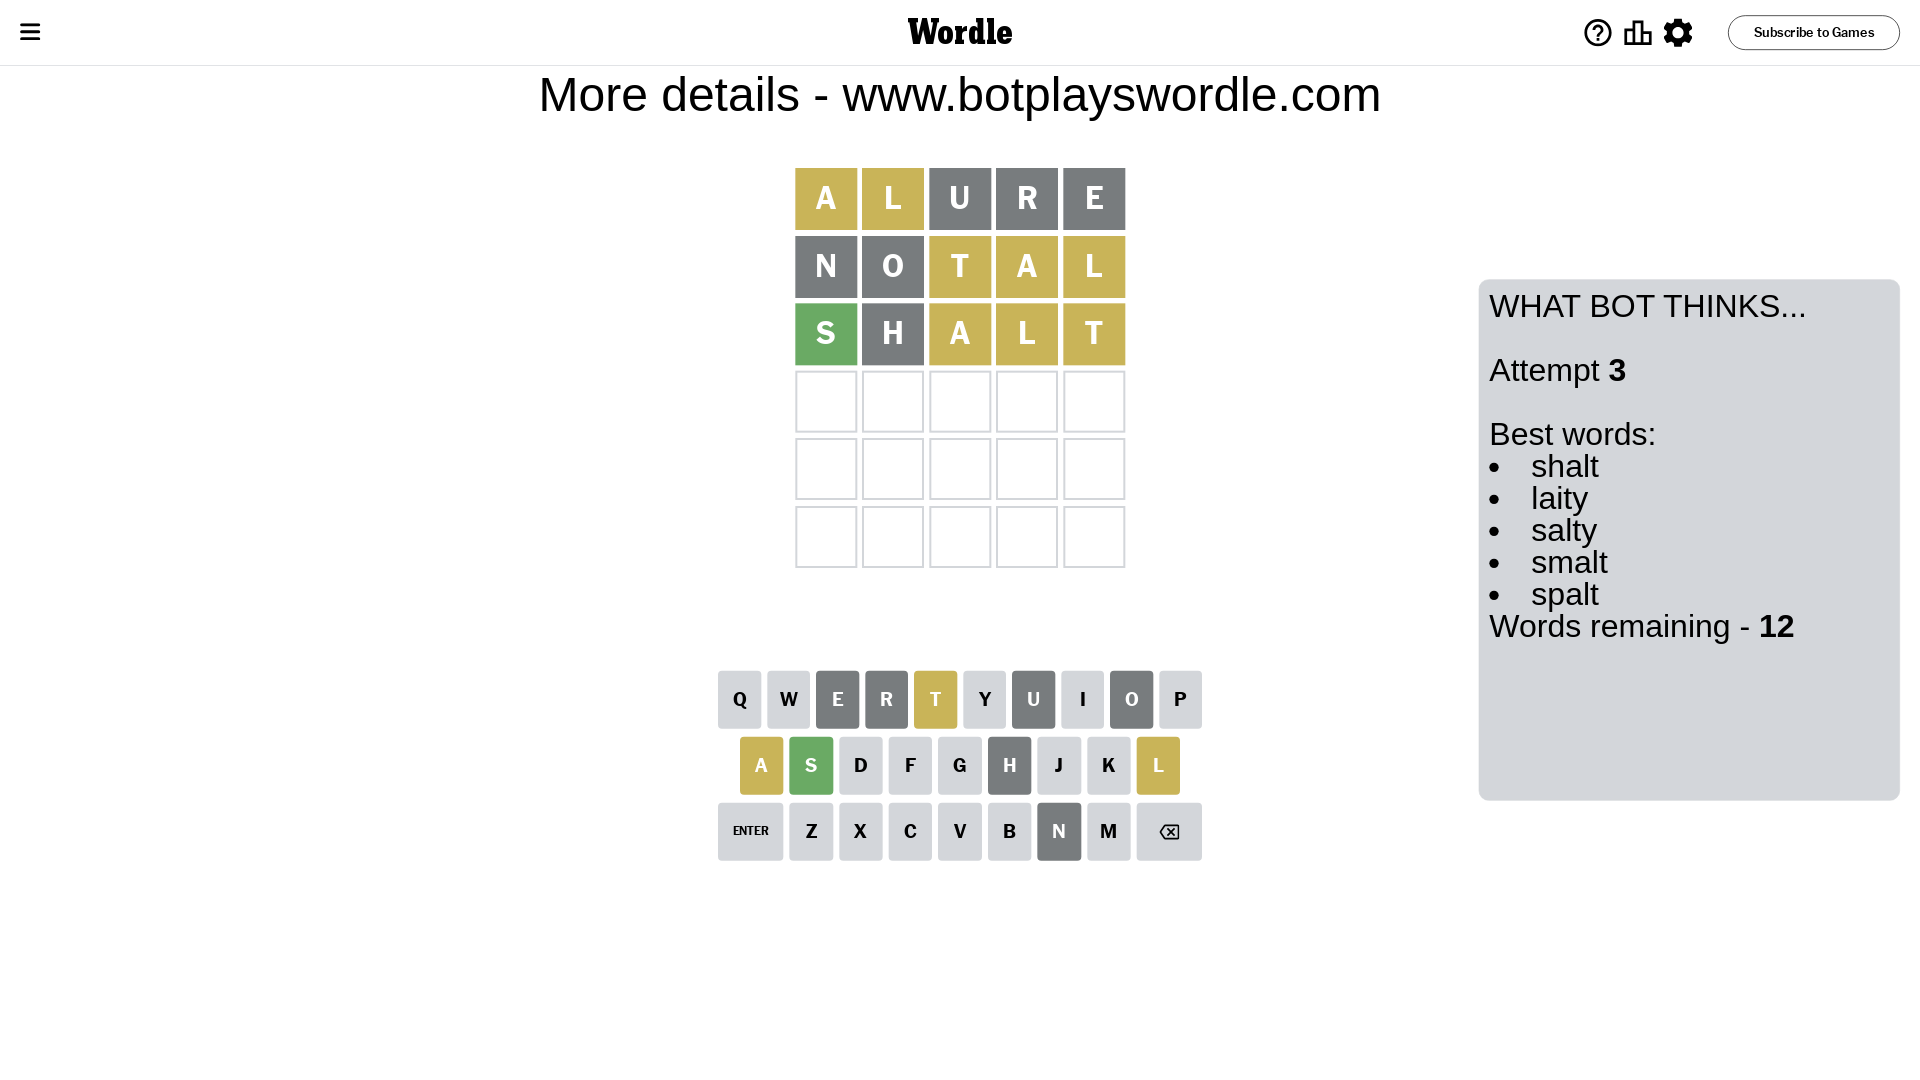 Wordle
Subscribe to Games
More details - www.botplayswordle.com
A L U R E
N O T A L
S H A L T
WHAT BOT THINKS...
Attempt 3
Best words:
• shalt
• laity
• salty
• smalt
• spalt
Words remaining - 12
Q W E R T Y U I O P
A S D F G H J K L
ENTER Z X C V B N M